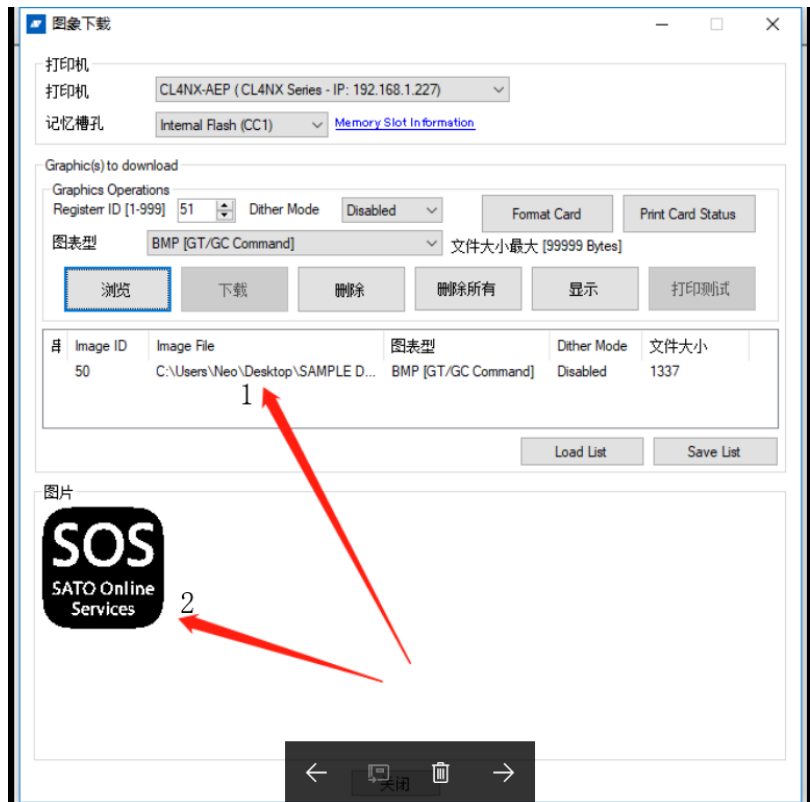 图象下载
打印机
打印机 CL4NX-AEP ( CL4NX Series - IP: 192.168.1.227)
记忆槽孔 Internal Flash (CC1) Memory Slot Information
Graphic(s) to download
Graphics Operations
Registerr ID [1-999] 51 Dither Mode Disabled Format Card Print Card Status
图表型 BMP [GT/GC Command] 文件大小最大 [99999 Bytes]
浏览 下载 删除 删除所有 显示 打印测试
Image ID Image File 图表型 Dither Mode 文件大小
50 C:\Users\Neo\Desktop\SAMPLE D... BMP [GT/GC Command] Disabled 1337
1
Load List Save List
图片
SOS
SATO Online
Services
2
关闭